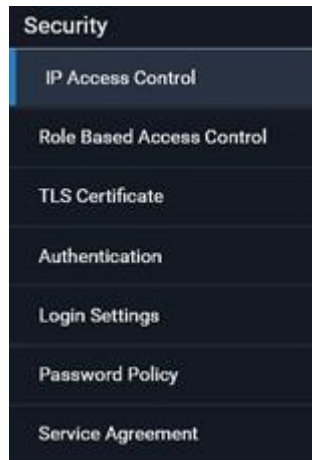 Security
IP Access Control
Role Based Access Control
TLS Certificate
Authentication
Login Settings
Password Policy
Service Agreement